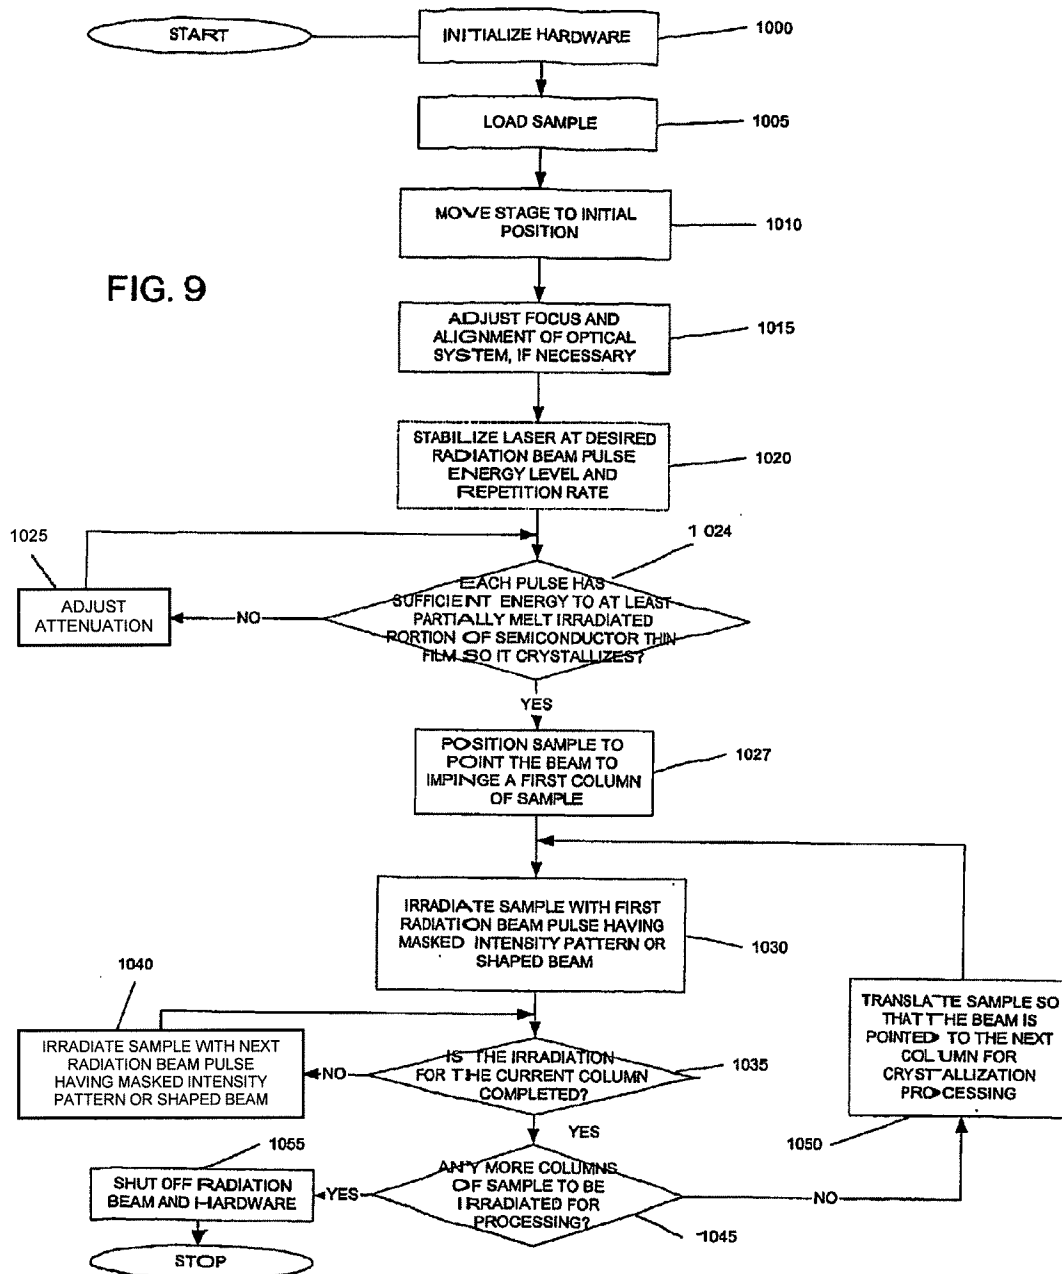 START
INITIALIZE HARDWARE
1000
LOAD SAMPLE
1005
MOVE STAGE TO INITIAL
POSITION
1010
FIG. 9
ADJUST FOCUS AND
ALIGNMENT OF OPTICAL
SYSTEM, IF NECESSARY
1015
STABILIZE LASER AT DESIRED
RADIATION BEAM PULSE
ENERGY LEVEL AND
REPETITION RATE
1020
1025
ADJUST
ATTENUATION
NO
1 024
EACH PULSE HAS
SUFFICIENT ENERGY TO AT LEAST
PARTIALLY MELT IRRADIATED
PORTION OF SEMICONDUCTOR THIN
FILM SO IT CRYSTALLIZES?
YES
POSITION SAMPLE TO
POINT THE BEAM TO
IMPINGE A FIRST COLUMN
OF SAMPLE
1027
IRRADIATE SAMPLE WITH FIRST
RADIATION BEAM PULSE HAVING
MASKED INTENSITY PATTERN OR
SHAPED BEAM
1030
1040
IRRADIATE SAMPLE WITH NEXT
RADIATION BEAM PULSE
HAVING MASKED INTENSITY
PATTERN OR SHAPED BEAM
NO
IS THE IRRADIATION
FOR THE CURRENT COLUMN
COMPLETED?
1035
TRANSLATE SAMPLE SO
THAT THE BEAM IS
POINTED TO THE NEXT
COLUMN FOR
CRYSTALLIZATION
PROCESSING
1050
YES
1055
SHUT OFF RADIATION
BEAM AND HARDWARE
YES
ANY MORE COLUMNS
OF SAMPLE TO BE
IRRADIATED FOR
PROCESSING?
NO
1045
STOP